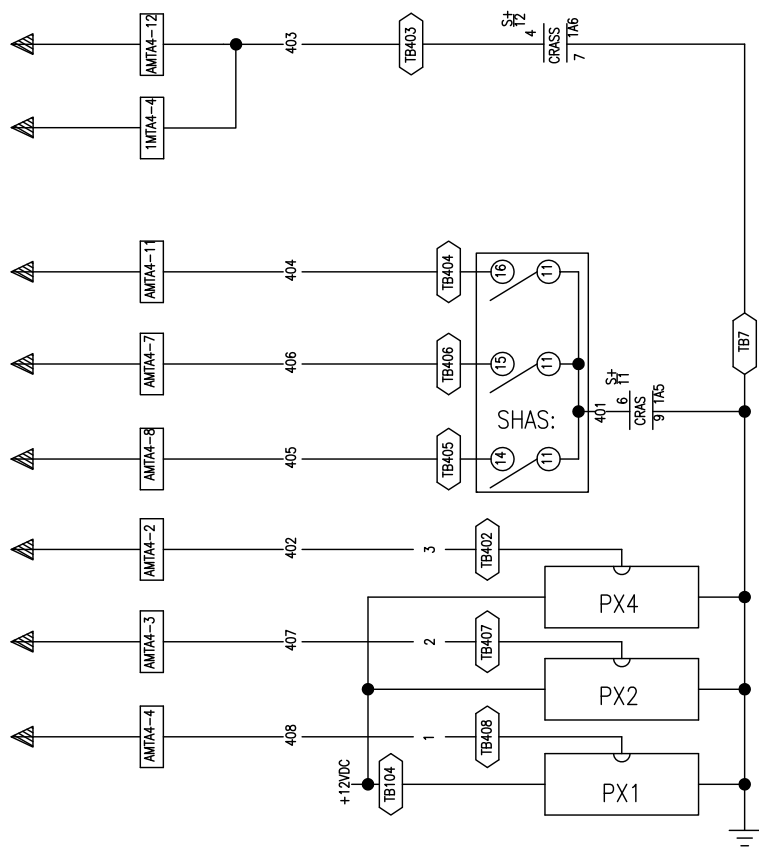 AMTA4-12
403
TB403
S+
12
4
CRASS
1A6
7
1MTA4-4
AMTA4-11
404
TB404
16
11
AMTA4-7
406
TB406
15
11
TB7
SHAS:
401
S+
11
6
CRAS
1A5
9
AMTA4-8
405
TB405
14
11
AMTA4-2
402
3
TB402
PX4
AMTA4-3
407
2
TB407
PX2
AMTA4-4
408
1
TB408
+12VDC
TB104
PX1